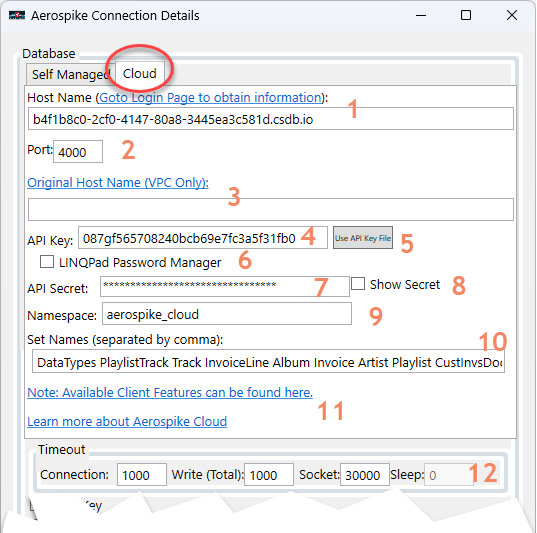 Aerospike Connection Details
Database
Self Managed Cloud
Host Name (Goto Login Page to obtain information): 1
b4f1b8c0-2cf0-4147-80a8-3445ea3c581d.csdb.io
Port: 4000 2
Original Host Name (VPC Only): 3
API Key: 087gf565708240bcb69e7fc3a5f31fb0 4 Use API Key File 5
LINQPad Password Manager 6
API Secret: ******************************** 7 Show Secret 8
Namespace: aerospike_cloud 9
Set Names (separated by comma): 10
DataTypes PlaylistTrack Track InvoiceLine Album Invoice Artist Playlist CustInvsDoc
Note: Available Client Features can be found here.
11
Learn more about Aerospike Cloud
Timeout
Connection: 1000 Write (Total): 1000 Socket: 30000 Sleep: 0 12